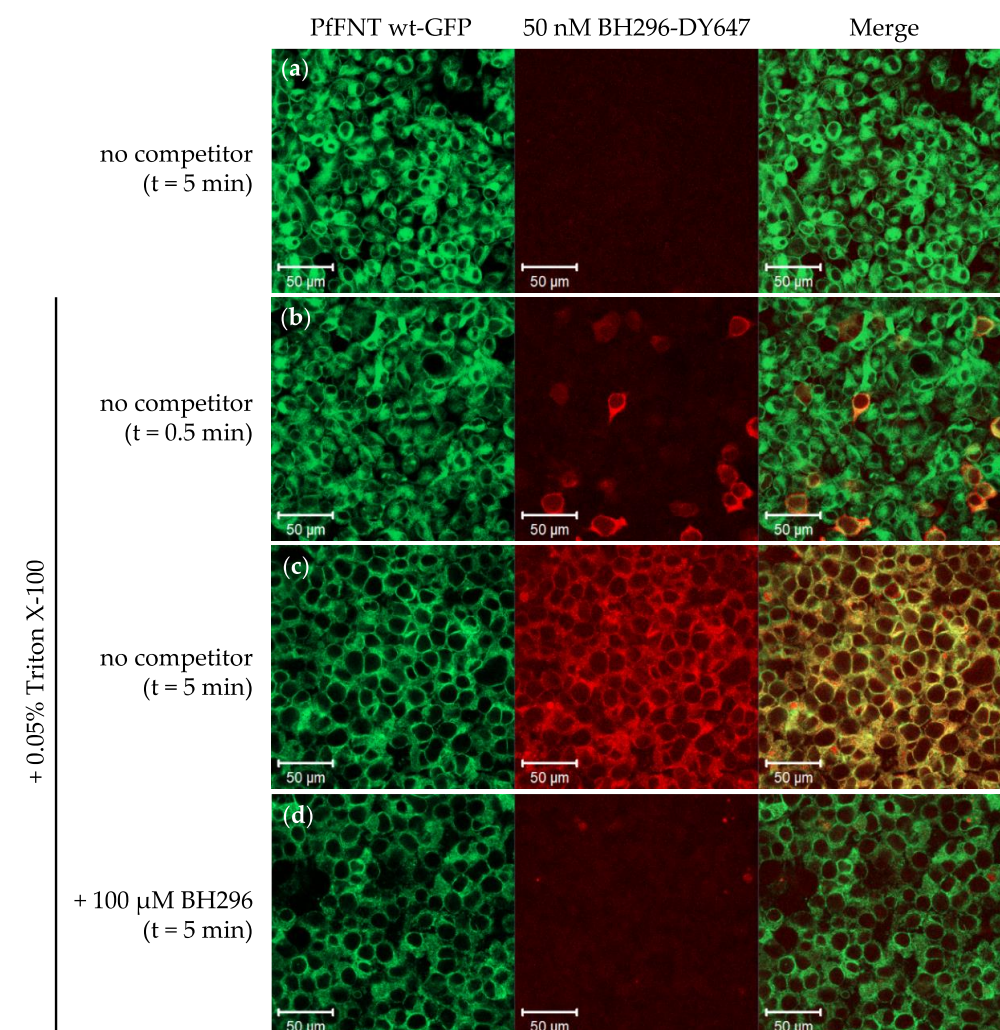 PfFNT wt-GFP 50 nM BH296-DY647 Merge
(a)
no competitor
(t = 5 min)
50 µm 50 µm 50 µm
(b)
no competitor
(t = 0.5 min)
50 µm 50 µm 50 µm
+ 0.05% Triton X-100
(c)
no competitor
(t = 5 min)
50 µm 50 µm 50 µm
(d)
+ 100 µM BH296
(t = 5 min)
50 µm 50 µm 50 µm